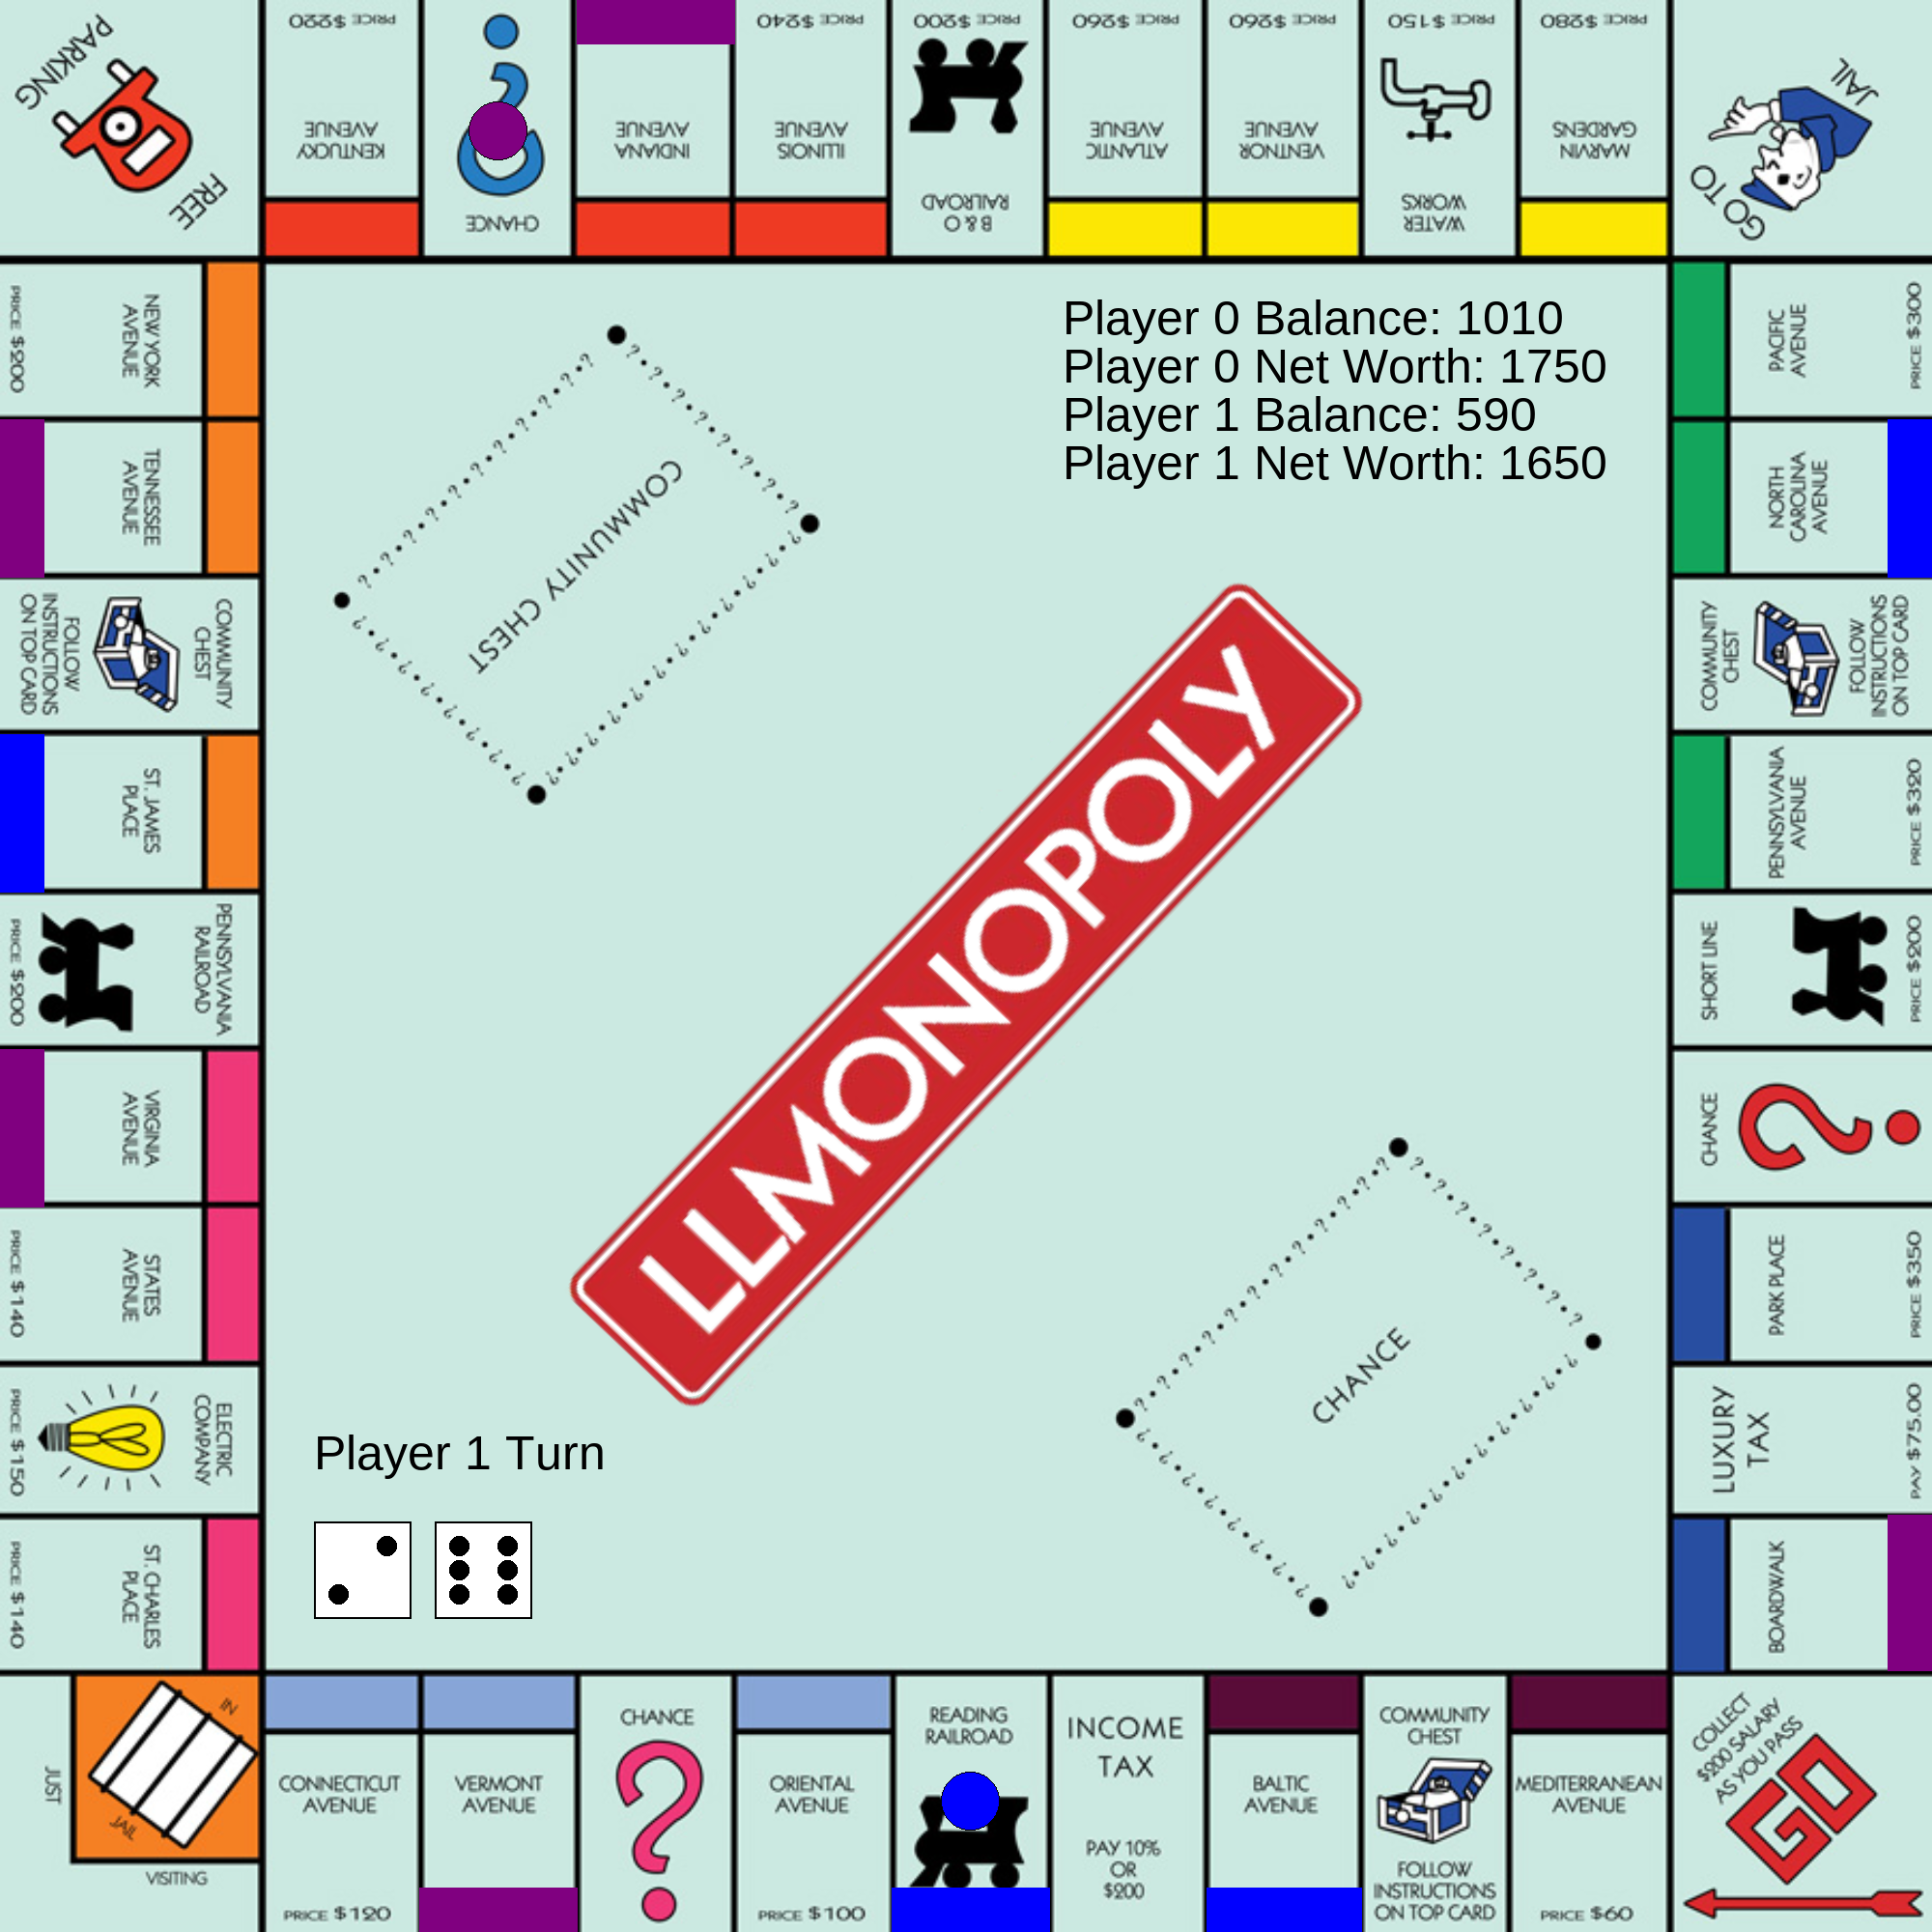 PARKING
FREE
PRICE $220
KENTUCKY
AVENUE
CHANCE
INDIANA
AVENUE
PRICE $240
ILLINOIS
AVENUE
PRICE $200
B & O
RAILROAD
PRICE $260
ATLANTIC
AVENUE
PRICE $260
VENTNOR
AVENUE
PRICE $150
WATER
WORKS
PRICE $280
MARVIN
GARDENS
GO TO
JAIL
Player 0 Balance: 1010
Player 0 Net Worth: 1750
Player 1 Balance: 590
Player 1 Net Worth: 1650
NEW YORK
AVENUE
PRICE $200
TENNESSEE
AVENUE
COMMUNITY
CHEST
FOLLOW
INSTRUCTIONS
ON TOP CARD
ST. JAMES
PLACE
PENNSYLVANIA
RAILROAD
PRICE $200
VIRGINIA
AVENUE
STATES
AVENUE
PRICE $140
ELECTRIC
COMPANY
PRICE $150
ST. CHARLES
PLACE
PRICE $140
COMMUNITY CHEST
LLMONOPOLY
CHANCE
PACIFIC
AVENUE
PRICE $300
NORTH
CAROLINA
AVENUE
COMMUNITY
CHEST
FOLLOW
INSTRUCTIONS
ON TOP CARD
PENNSYLVANIA
AVENUE
PRICE $320
SHORT LINE
PRICE $200
CHANCE
PARK PLACE
PRICE $350
LUXURY
TAX
PAY $75.00
BOARDWALK
Player 1 Turn
IN
JAIL
JUST
VISITING
CONNECTICUT
AVENUE
PRICE $120
VERMONT
AVENUE
CHANCE
ORIENTAL
AVENUE
PRICE $100
READING
RAILROAD
INCOME
TAX
PAY 10%
OR
$200
BALTIC
AVENUE
COMMUNITY
CHEST
FOLLOW
INSTRUCTIONS
ON TOP CARD
MEDITERRANEAN
AVENUE
PRICE $60
COLLECT
$200 SALARY
AS YOU PASS
GO